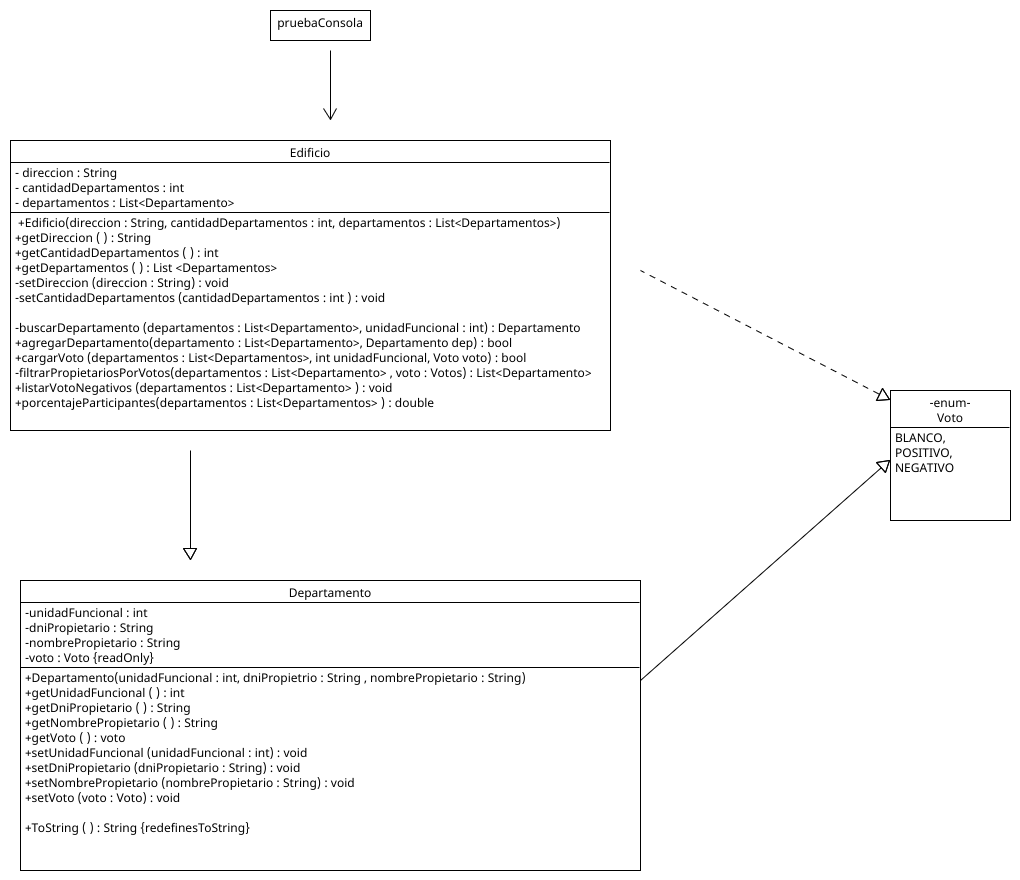 pruebaConsola
Edificio
- direccion : String
- cantidadDepartamentos : int
- departamentos : List<Departamento>
+Edificio(direccion : String, cantidadDepartamentos : int, departamentos : List<Departamentos>)
+getDireccion ( ) : String
+getCantidadDepartamentos ( ) : int
+getDepartamentos ( ) : List <Departamentos>
-setDireccion (direccion : String) : void
-setCantidadDepartamentos (cantidadDepartamentos : int ) : void
-buscarDepartamento (departamentos : List<Departamento>, unidadFuncional : int) : Departamento
+agregarDepartamento(departamento : List<Departamento>, Departamento dep) : bool
+cargarVoto (departamentos : List<Departamentos>, int unidadFuncional, Voto voto) : bool
-filtrarPropietariosPorVotos(departamentos : List<Departamento> , voto : Votos) : List<Departamento>
+listarVotoNegativos (departamentos : List<Departamento> ) : void
+porcentajeParticipantes(departamentos : List<Departamentos> ) : double
-enum-
Voto
BLANCO,
POSITIVO,
NEGATIVO
Departamento
-unidadFuncional : int
-dniPropietario : String
-nombrePropietario : String
-voto : Voto {readOnly}
+Departamento(unidadFuncional : int, dniPropietrio : String , nombrePropietario : String)
+getUnidadFuncional ( ) : int
+getDniPropietario ( ) : String
+getNombrePropietario ( ) : String
+getVoto ( ) : voto
+setUnidadFuncional (unidadFuncional : int) : void
+setDniPropietario (dniPropietario : String) : void
+setNombrePropietario (nombrePropietario : String) : void
+setVoto (voto : Voto) : void
+ToString ( ) : String {redefinesToString}